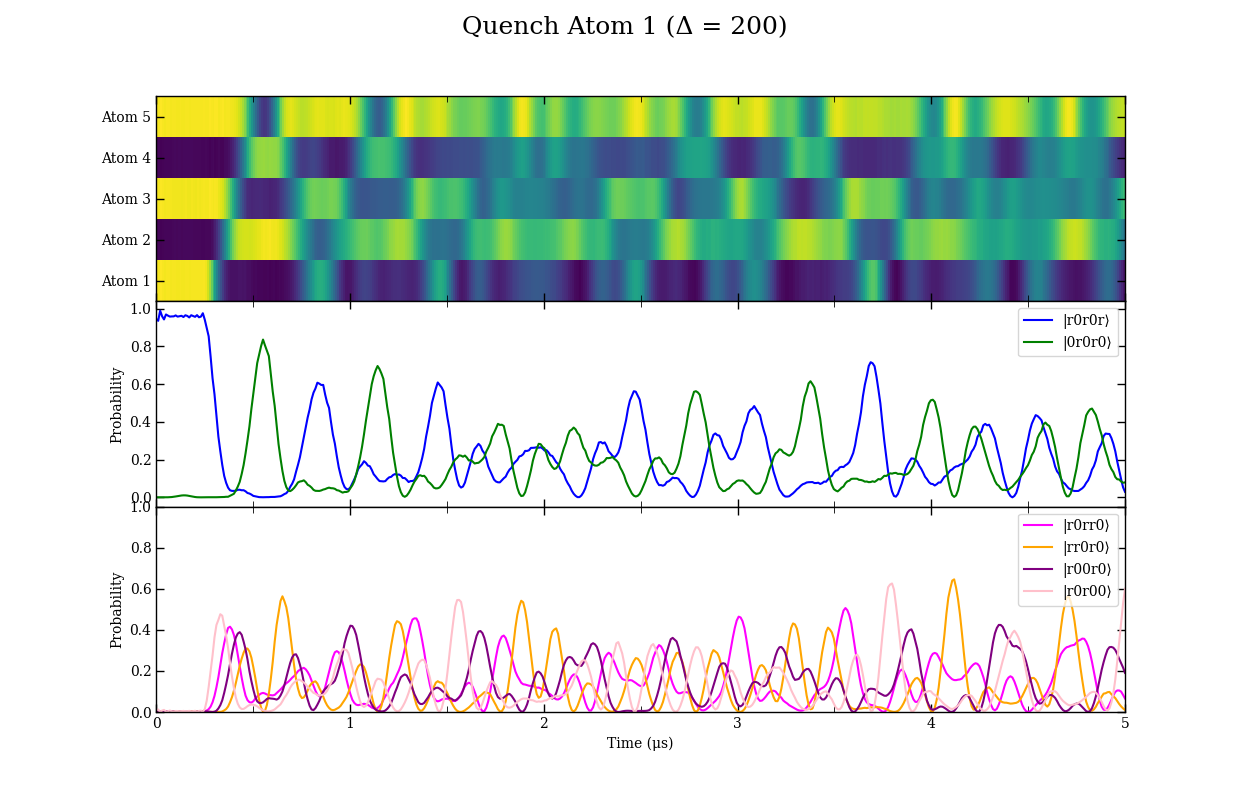 Quench Atom 1 (Δ = 200)
Atom 5
Atom 4
Atom 3
Atom 2
Atom 1
1.0
0.8
0.6
0.4
0.2
0.0
Probability
|r0r0r⟩
|0r0r0⟩
1.0
0.8
0.6
0.4
0.2
0.0
Probability
|r0rr0⟩
|rr0r0⟩
|r00r0⟩
|r0r00⟩
0 1 2 3 4 5
Time (μs)